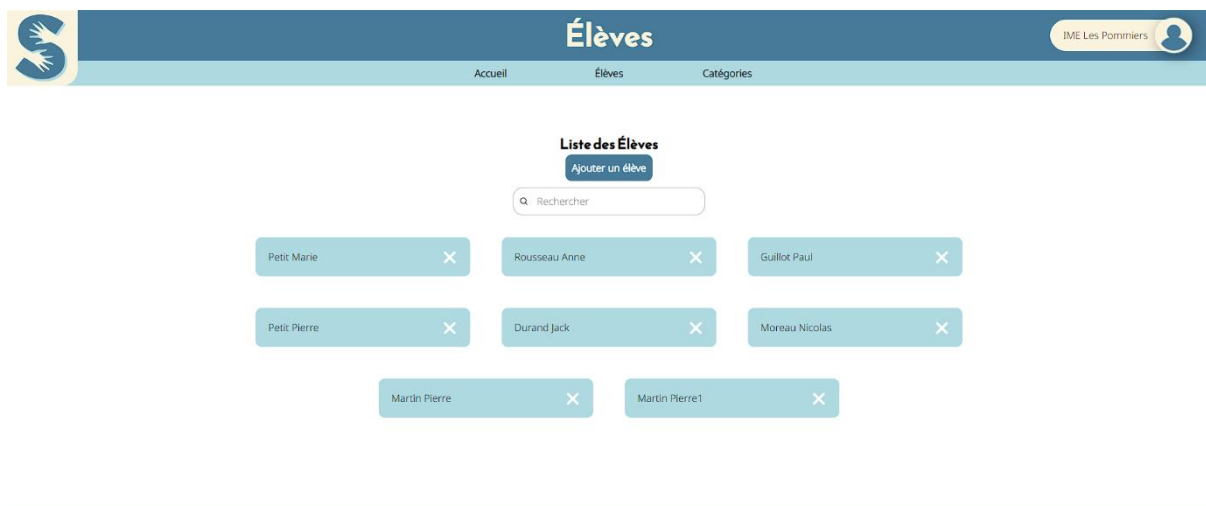 Élèves
IME Les Pommiers
Accueil Élèves Catégories
Liste des Élèves
Ajouter un élève
Rechercher
Petit Marie Rousseau Anne Guillot Paul
Petit Pierre Durand Jack Moreau Nicolas
Martin Pierre Martin Pierre1